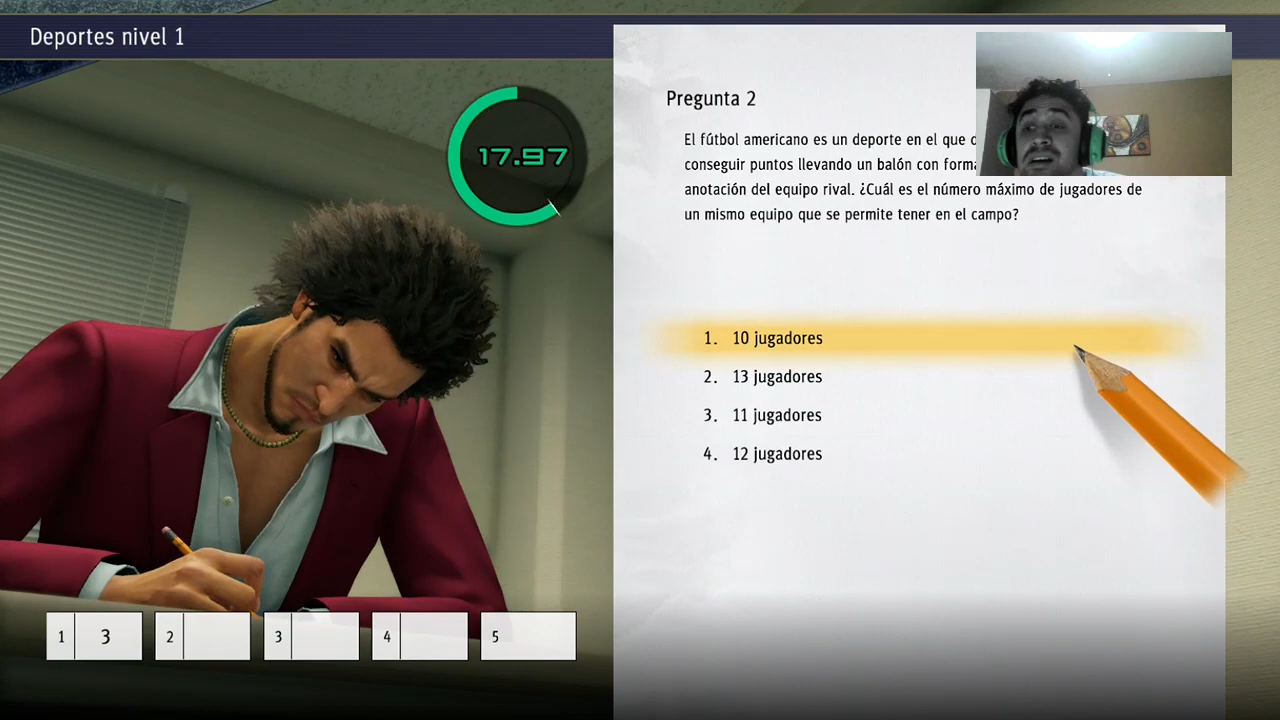 Deportes nivel 1
17.97
Pregunta 2
El fútbol americano es un deporte en el que
conseguir puntos llevando un balón con forma
anotación del equipo rival. ¿Cuál es el número máximo de jugadores de
un mismo equipo que se permite tener en el campo?
1. 10 jugadores
2. 13 jugadores
3. 11 jugadores
4. 12 jugadores
1 3 2 3 4 5